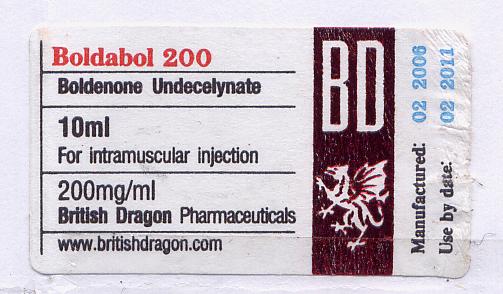 Boldabol 200
Boldenone Undecelynate
10ml
For intramuscular injection
200mg/ml
British Dragon Pharmaceuticals
www.britishdragon.com
BD
Manufactured: 02 2006
Use by date: 02 2011